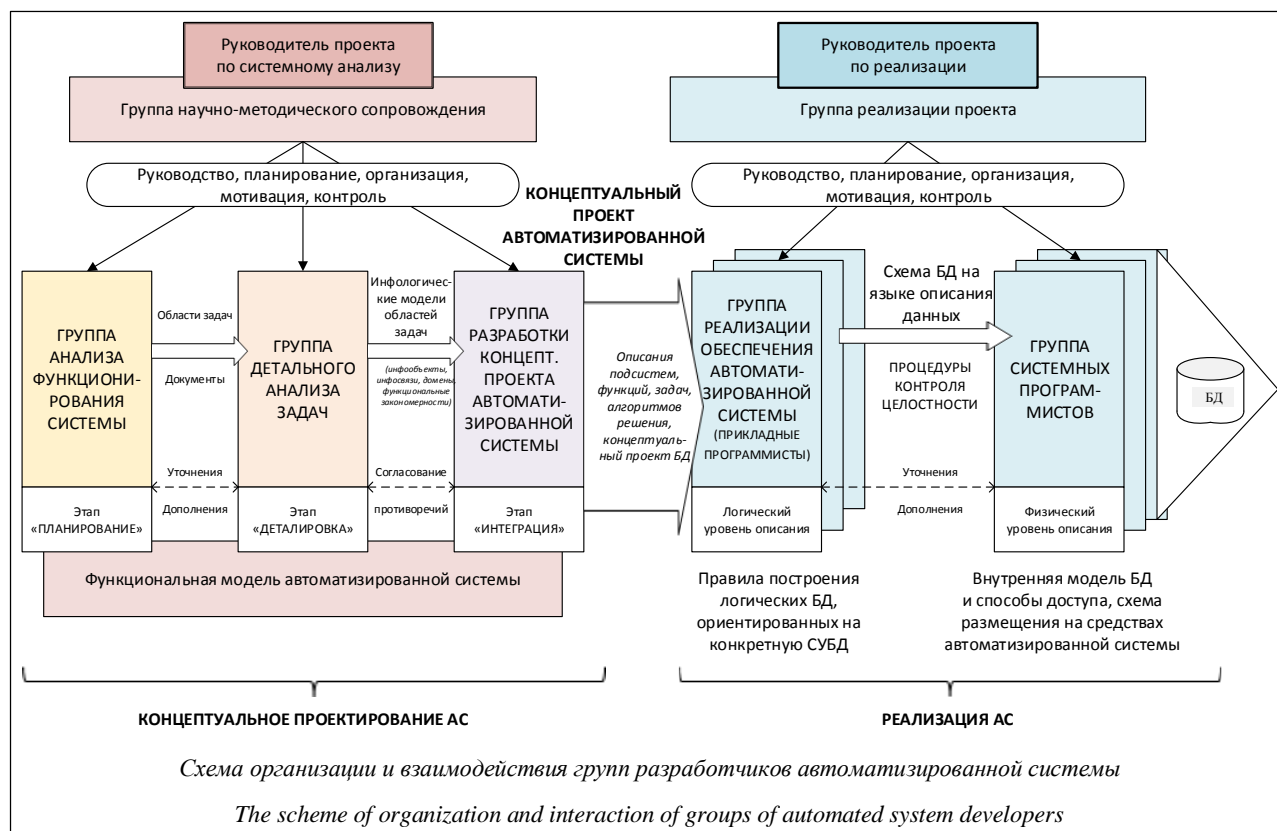 Руководитель проекта
по системному анализу
Группа научно-методического сопровождения
Руководство, планирование, организация,
мотивация, контроль
Руководитель проекта
по реализации
Группа реализации проекта
Руководство, планирование, организация,
мотивация, контроль
КОНЦЕПТУАЛЬНЫЙ
ПРОЕКТ
АВТОМАТИЗИРОВАННОЙ
СИСТЕМЫ
ГРУППА
АНАЛИЗА
ФУНКЦИОНИ-
РОВАНИЯ
СИСТЕМЫ
Этап
«ПЛАНИРОВАНИЕ»
Области задач
Документы
Уточнения
Дополнения
ГРУППА
ДЕТАЛЬНОГО
АНАЛИЗА
ЗАДАЧ
Этап
«ДЕТАЛИРОВКА»
Инфологичес-
кие модели
областей
задач
(инфообъекты,
инфосвязи, домены,
функциональные
закономерности)
Согласование
противоречий
ГРУППА
РАЗРАБОТКИ
КОНЦЕПТ.
ПРОЕКТА
АВТОМАТИ-
ЗИРОВАННОЙ
СИСТЕМЫ
Этап
«ИНТЕГРАЦИЯ»
Описания
подсистем,
функций, задач,
алгоритмов
решения,
концептуаль-
ный проект БД
ГРУППА
РЕАЛИЗАЦИИ
ОБЕСПЕЧЕНИЯ
АВТОМАТИ-
ЗИРОВАННОЙ
СИСТЕМЫ
(ПРИКЛАДНЫЕ
ПРОГРАММИСТЫ)
Логический
уровень описания
Схема БД на
языке описания
данных
ПРОЦЕДУРЫ
КОНТРОЛЯ
ЦЕЛОСТНОСТИ
Уточнения
Дополнения
ГРУППА
СИСТЕМНЫХ
ПРОГРАМ-
МИСТОВ
Физический
уровень описания
БД
Функциональная модель автоматизированной системы
Правила построения
логических БД,
ориентированных на
конкретную СУБД
Внутренняя модель БД
и способы доступа, схема
размещения на средствах
автоматизированной системы
КОНЦЕПТУАЛЬНОЕ ПРОЕКТИРОВАНИЕ АС
РЕАЛИЗАЦИЯ АС
Схема организации и взаимодействия групп разработчиков автоматизированной системы
The scheme of organization and interaction of groups of automated system developers